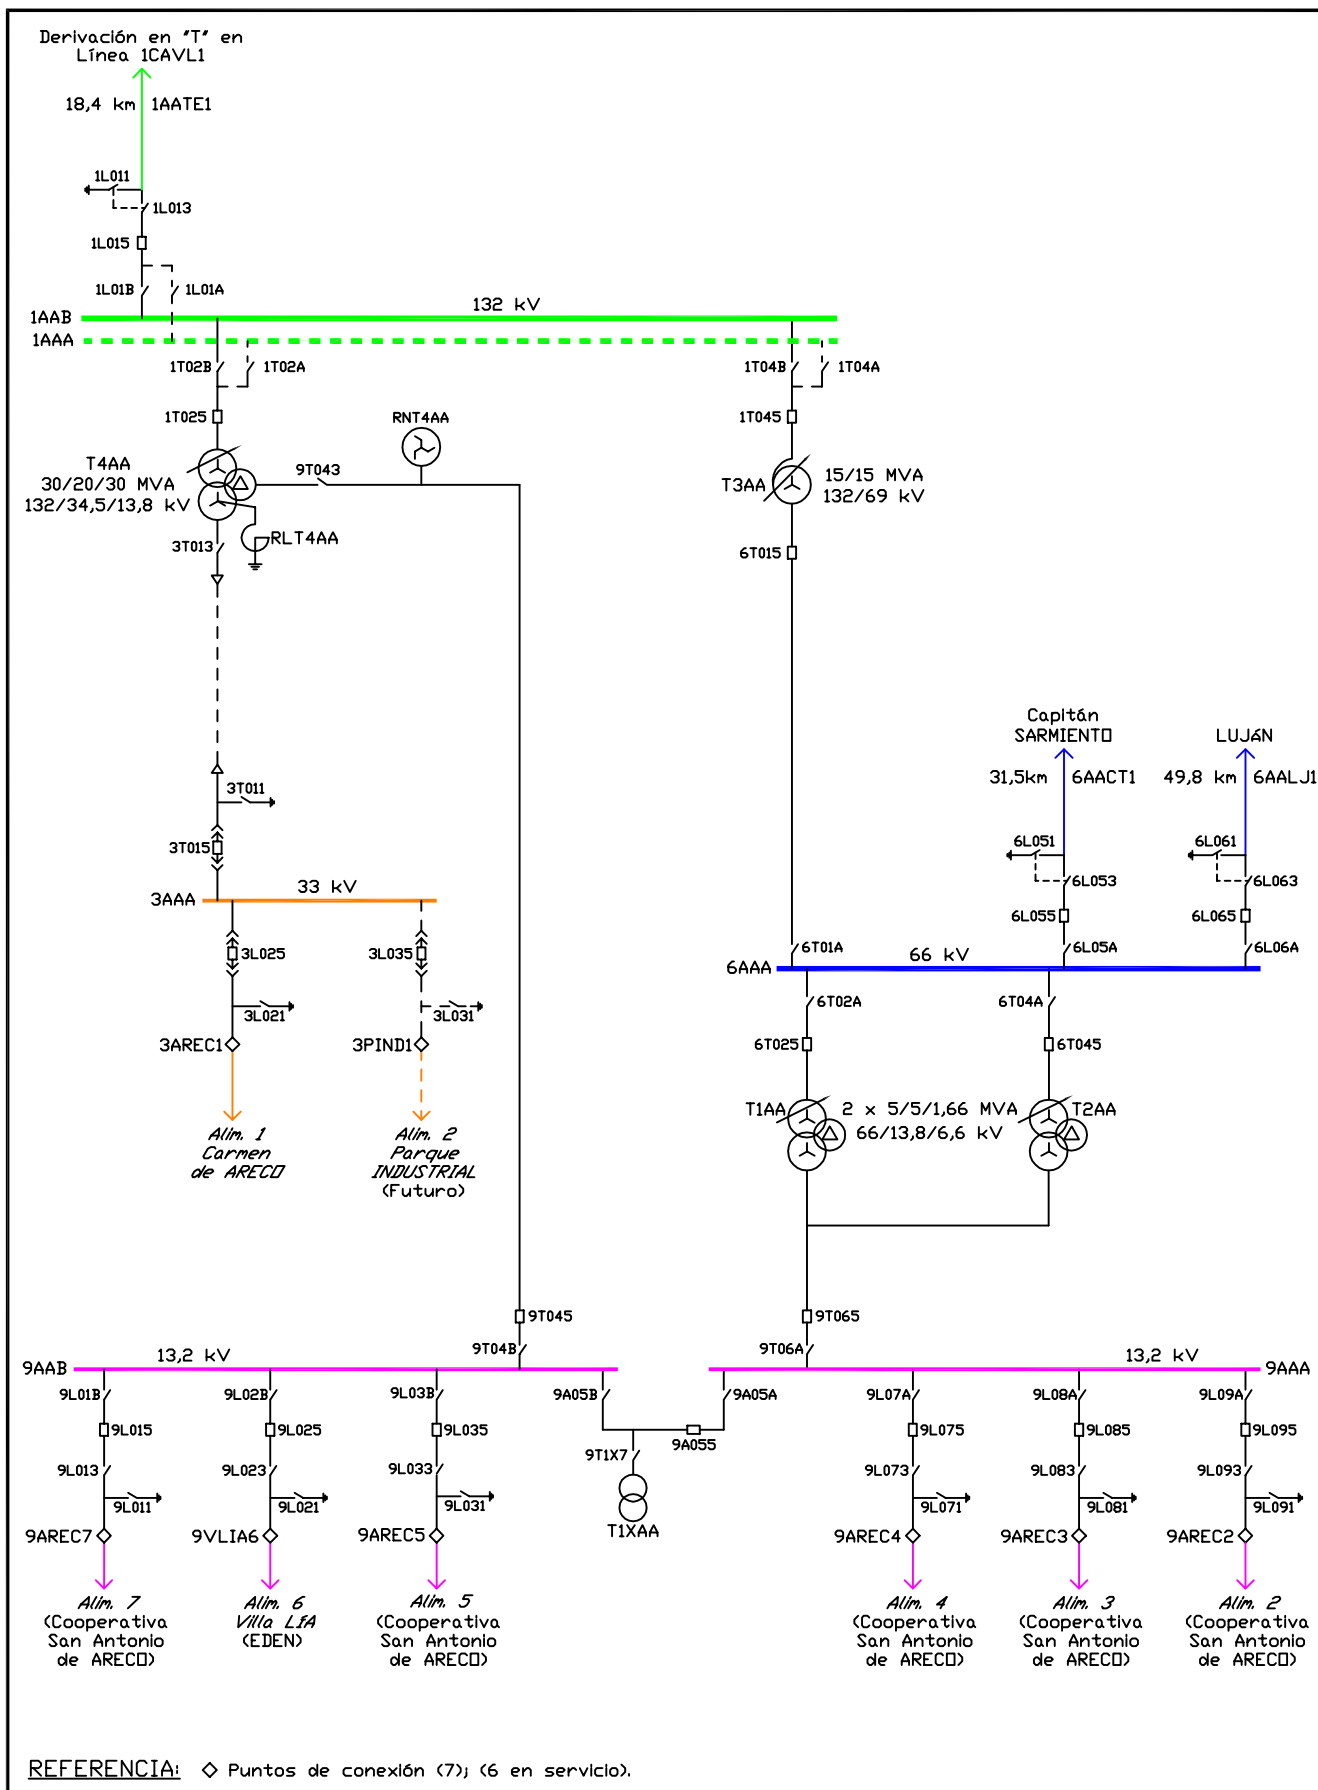 Derivación en "T" en
Línea 1CAVL1
18,4 km 1AATE1
1L011
1L013
1L015
1L01B 1L01A
132 kV
1AAB
1AAA
1T02B 1T02A
1T04B 1T04A
1T025
RNT4AA
1T045
T4AA
30/20/30 MVA
132/34,5/13,8 kV
9T043
T3AA
15/15 MVA
132/69 kV
RLT4AA
3T013
6T015
Capitán
SARMIENTO
LUJÁN
31,5km 6AACT1
49,8 km 6AALJ1
3T011
3T015
6L051
6L061
6L053
6L063
33 kV
3AAA
6L055
6L065
3L025
3L035
6T01A
6L05A
6L06A
66 kV
6AAA
3L021
3L031
6T02A
6T04A
3AREC1
3PIND1
6T025
6T045
T1AA
2 x 5/5/1,66 MVA
66/13,8/6,6 kV
T2AA
Alim. 1
Carmen
de ARECO
Alim. 2
Parque
INDUSTRIAL
(Futuro)
9T045
9T065
9T04B
9T06A
13,2 kV
13,2 kV
9AAB
9AAA
9L01B
9L02B
9L03B
9A05B
9A05A
9L07A
9L08A
9L09A
9L015
9L025
9L035
9A055
9L075
9L085
9L095
9T1X7
9L013
9L023
9L033
9L073
9L083
9L093
9L011
9L021
9L031
9L071
9L081
9L091
T1XAA
9AREC7
9VLIA6
9AREC5
9AREC4
9AREC3
9AREC2
Alim. 7
(Cooperativa
San Antonio
de ARECO)
Alim. 6
Villa LÍA
(EDEN)
Alim. 5
(Cooperativa
San Antonio
de ARECO)
Alim. 4
(Cooperativa
San Antonio
de ARECO)
Alim. 3
(Cooperativa
San Antonio
de ARECO)
Alim. 2
(Cooperativa
San Antonio
de ARECO)
REFERENCIA: ◇ Puntos de conexión (7); (6 en servicio).